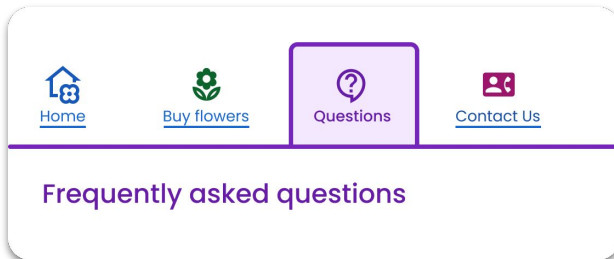 Home
Buy flowers
Questions
Contact Us
Frequently asked questions